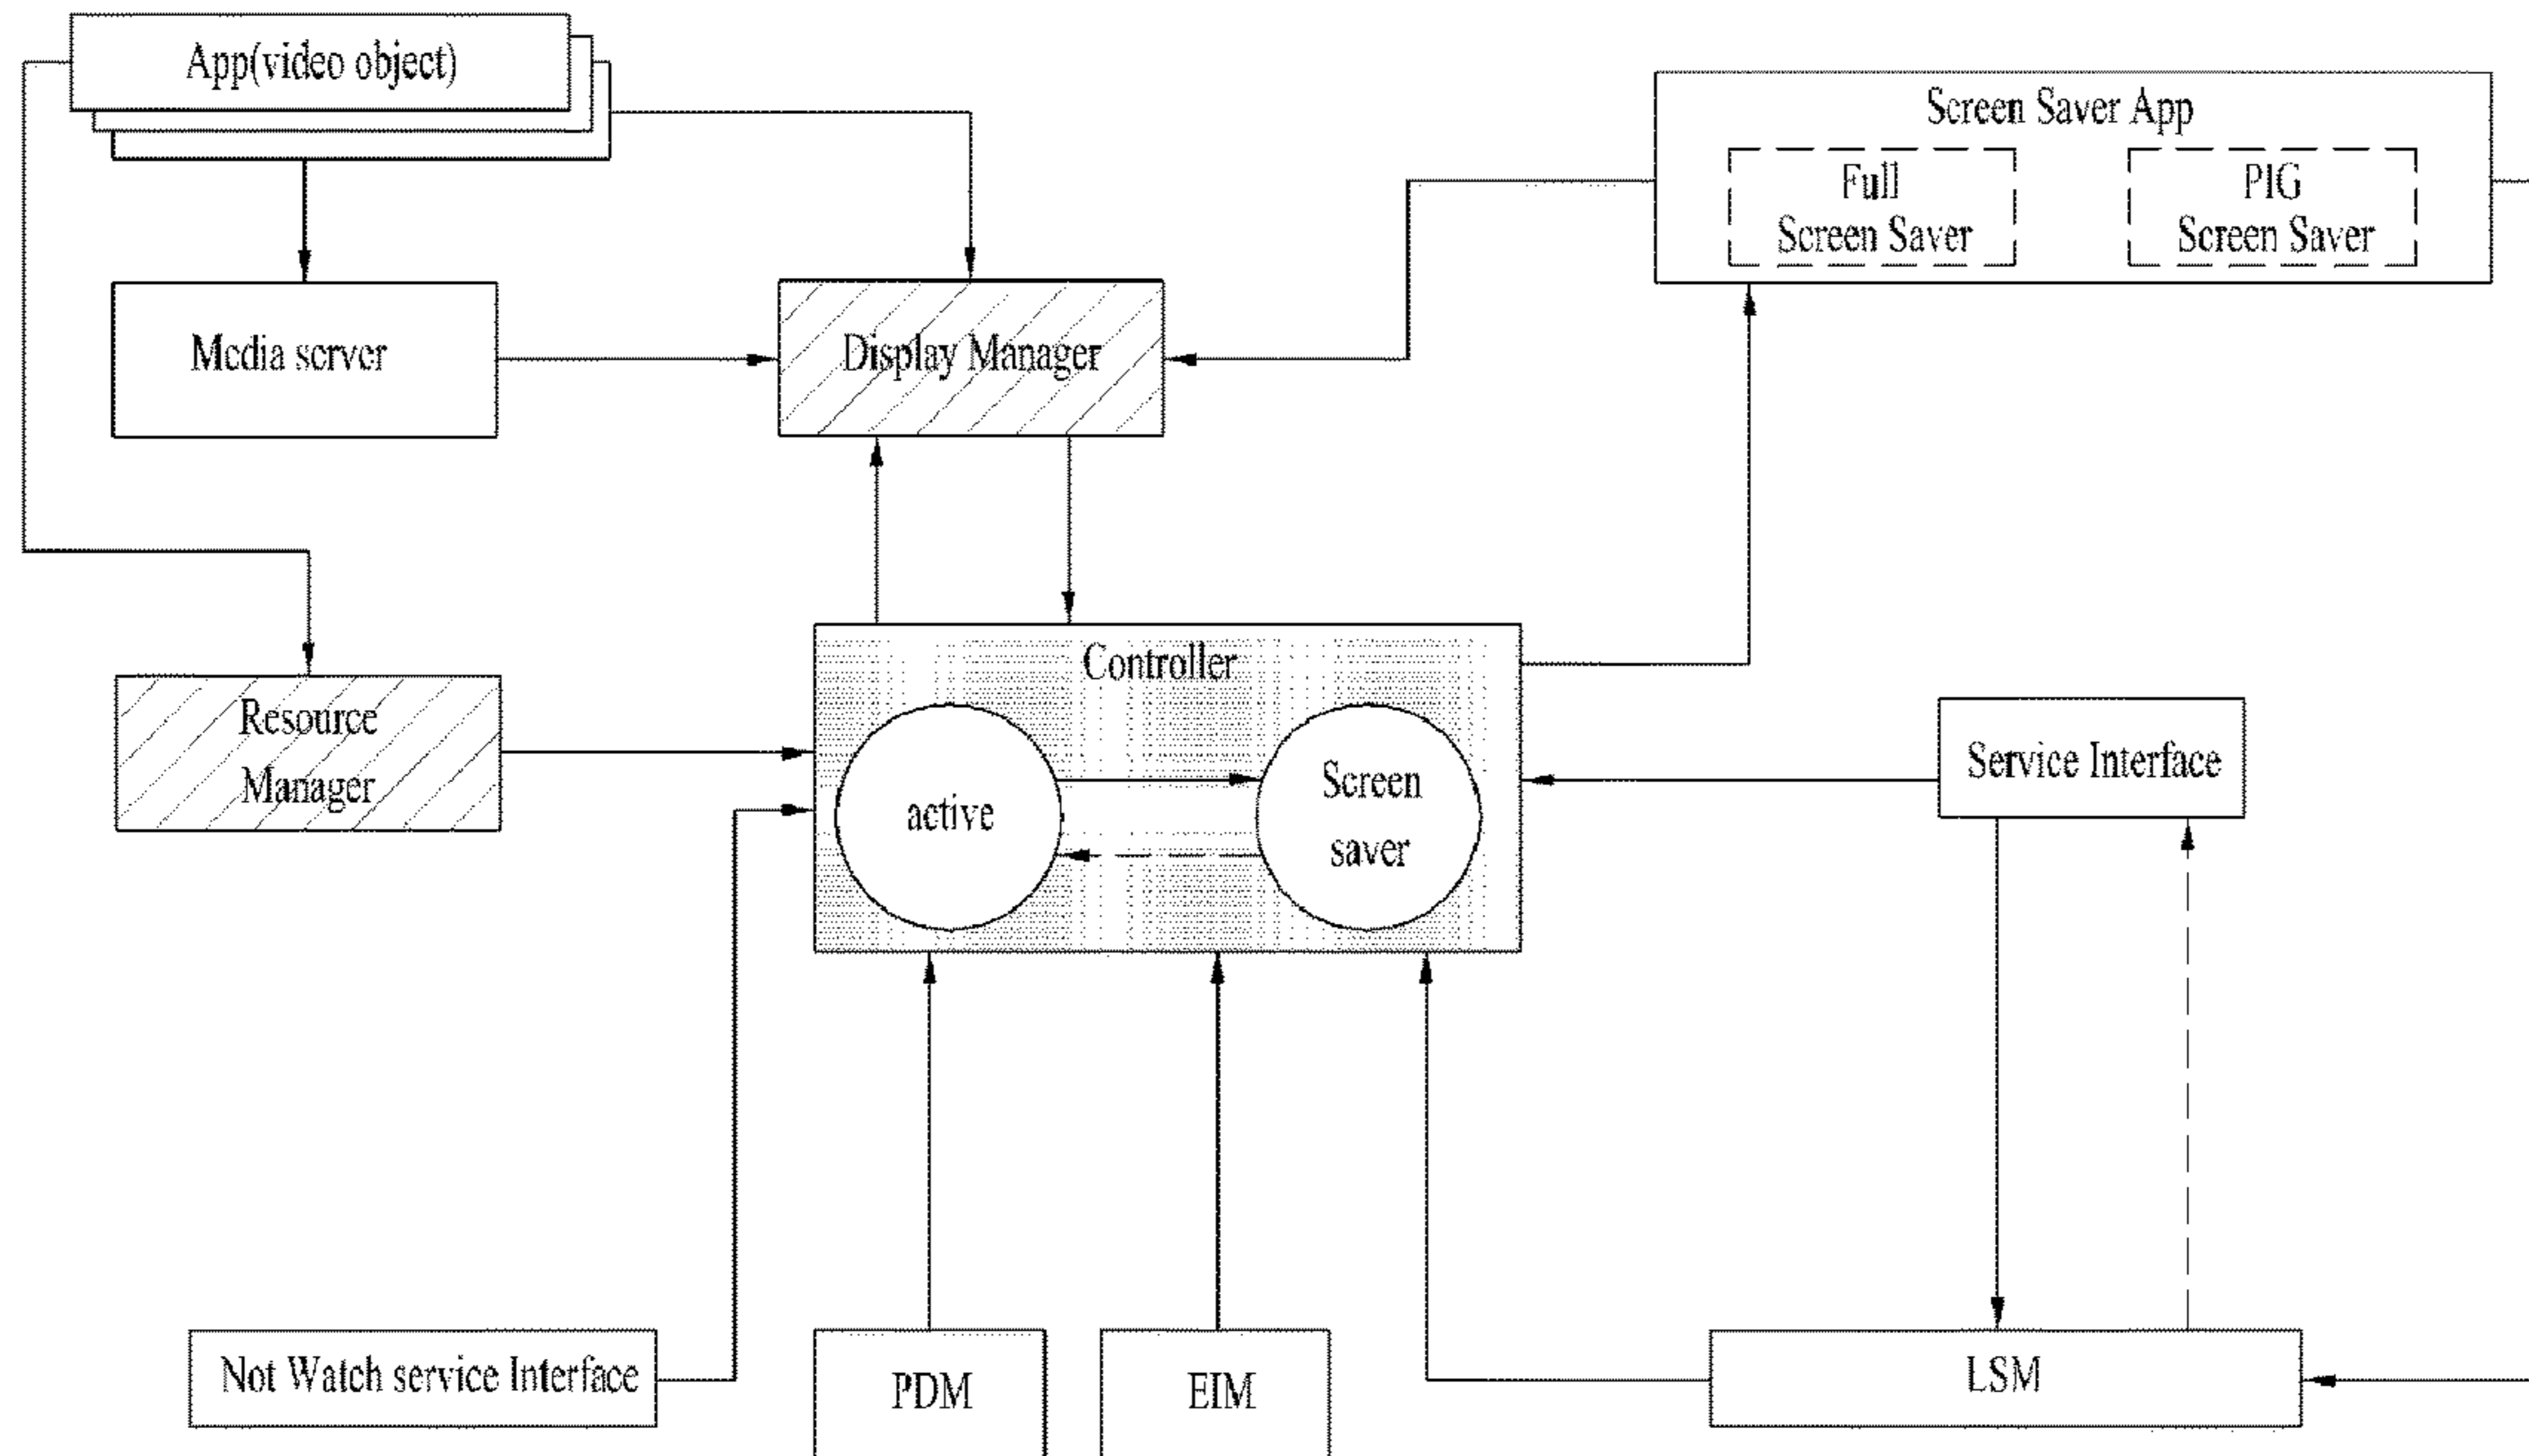 App(video object)
Screen Saver App
Full
Screen Saver
PIG
Screen Saver
Media server
Display Manager
Controller
Resource
Manager
active
Screen
saver
Service Interface
Not Watch service Interface
PDM
EIM
LSM